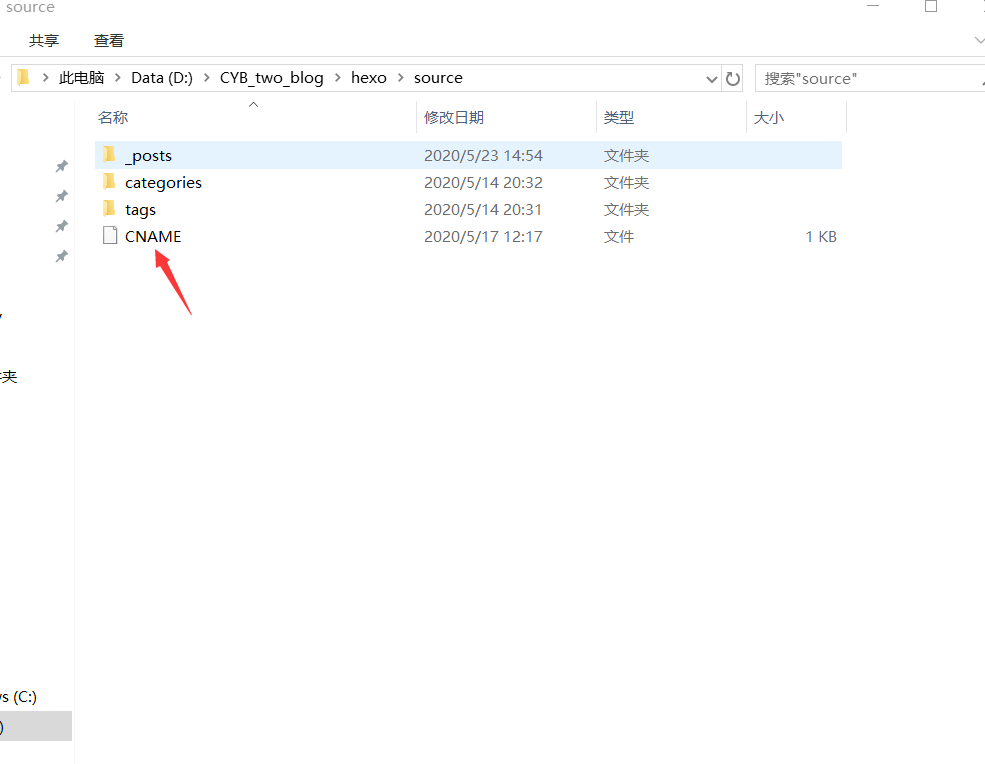 source
共享 查看
此电脑 > Data (D:) > CYB_two_blog > hexo > source 搜索"source"
名称 修改日期 类型 大小
_posts 2020/5/23 14:54 文件夹
categories 2020/5/14 20:32 文件夹
tags 2020/5/14 20:31 文件夹
CNAME 2020/5/17 12:17 文件 1 KB
夹
s (C:)
)